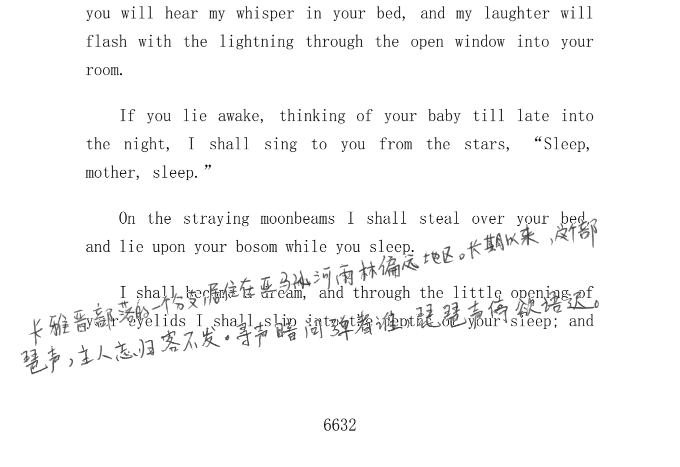 you will hear my whisper in your bed, and my laughter will
flash with the lightning through the open window into your
room.
If you lie awake, thinking of your baby till late into
the night, I shall sing to you from the stars, “Sleep,
mother, sleep.”
On the straying moonbeams I shall steal over your bed,
and lie upon your bosom while you sleep.
I shall become a dream, and through the little opening of
your eyelids I shall slip into the depths of your sleep; and
卡雅普部落的一个分支居住在亚马孙河雨林偏远地区。长期以来,这个部
琶声,主人忘归客不发。寻声暗问弹者谁?琵琶声停欲语迟。
6632